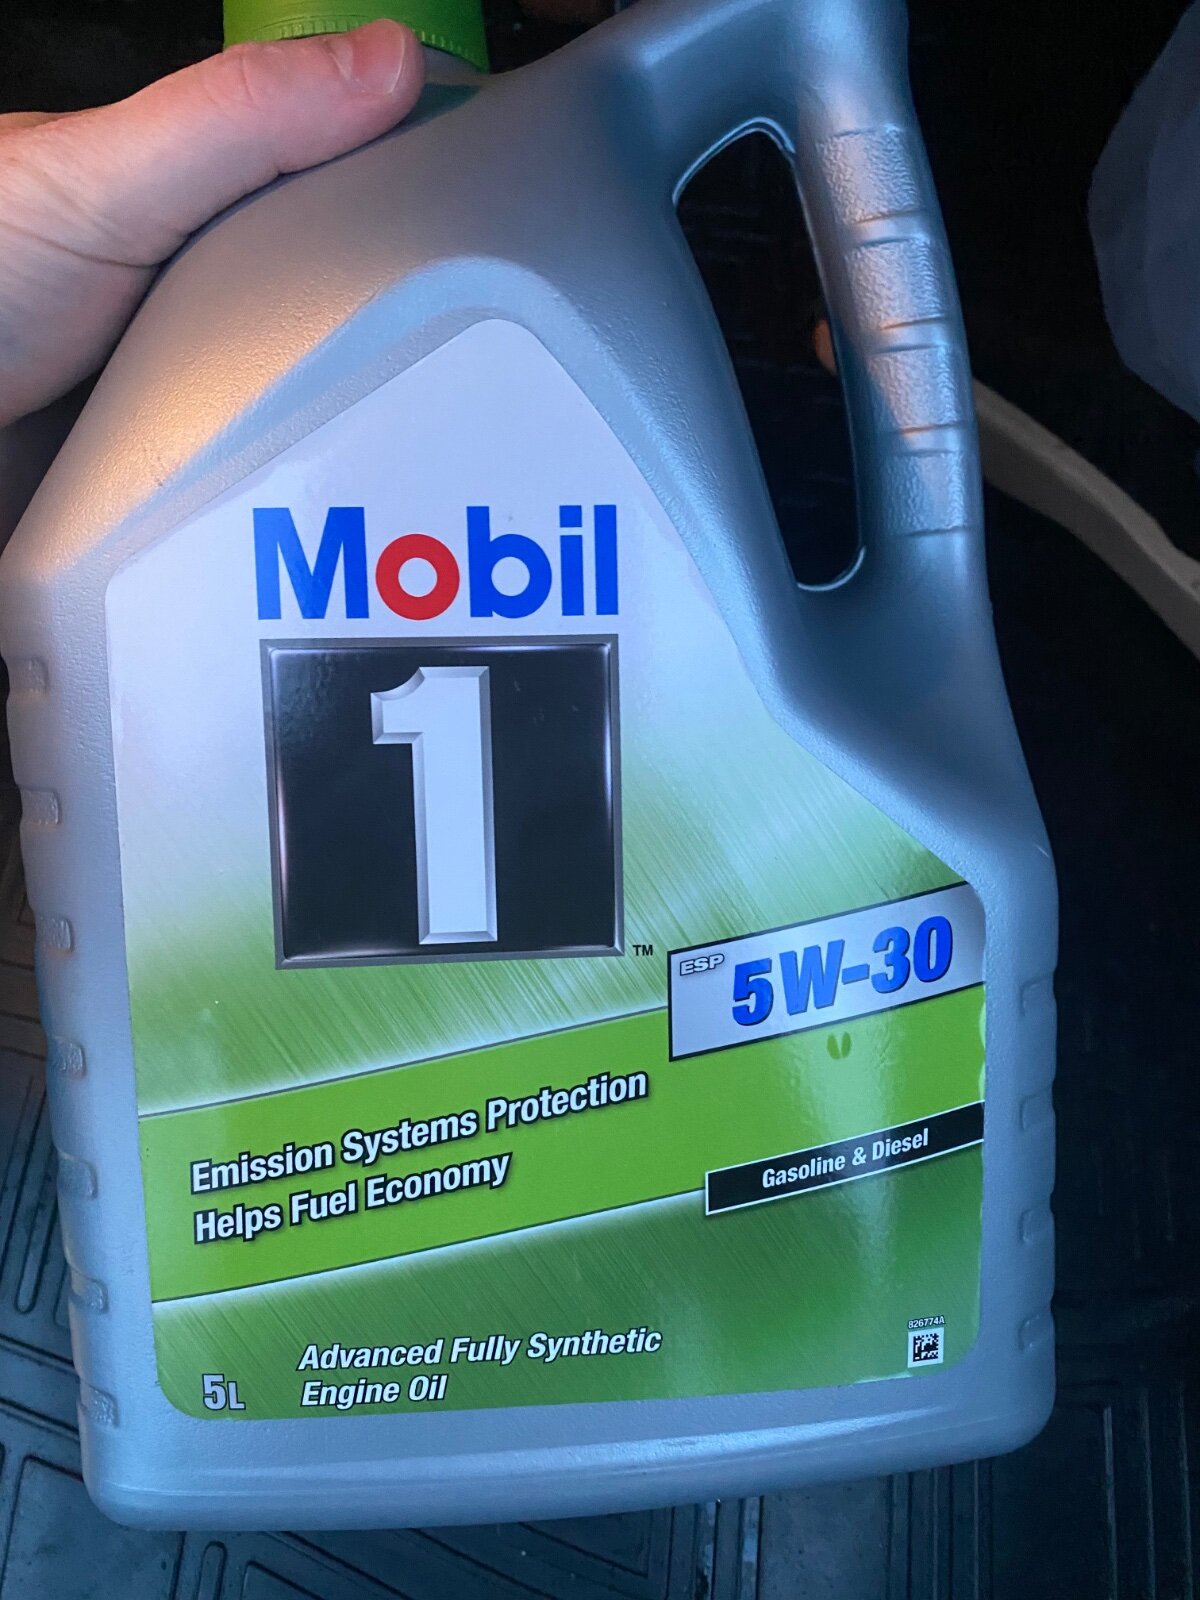 Mobil
1
TM
ESP 5W-30
Emission Systems Protection
Helps Fuel Economy
Gasoline & Diesel
826774A
Advanced Fully Synthetic
Engine Oil
5L